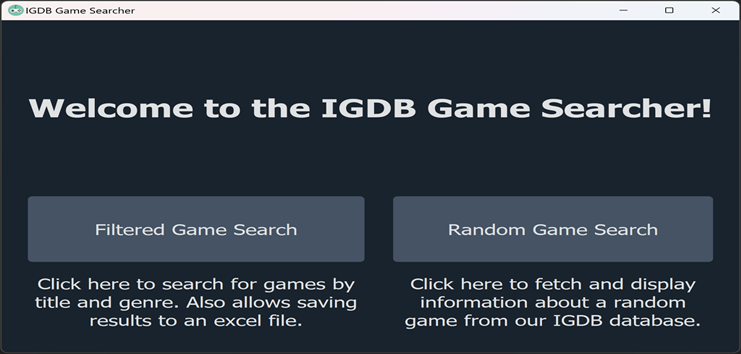 IGDB Game Searcher
Welcome to the IGDB Game Searcher!
Filtered Game Search
Random Game Search
Click here to search for games by
title and genre. Also allows saving
results to an excel file.
Click here to fetch and display
information about a random
game from our IGDB database.